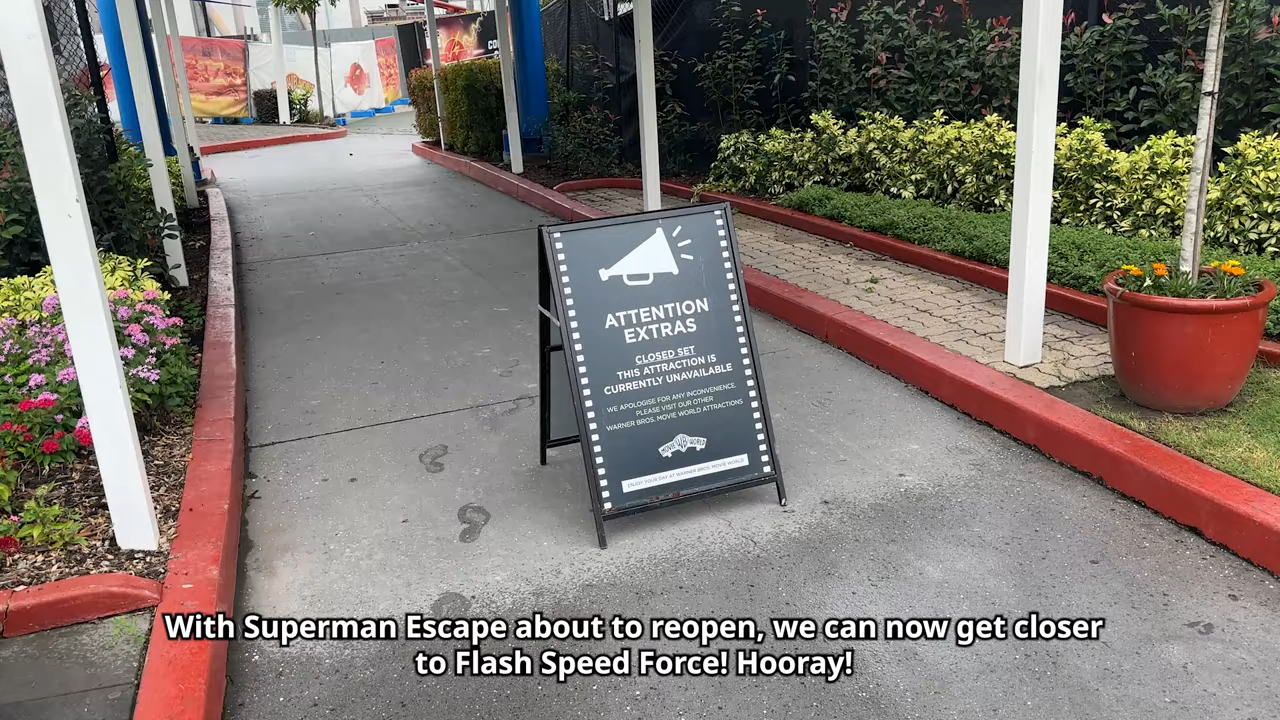 ATTENTION
EXTRAS
CLOSED SET
THIS ATTRACTION IS
CURRENTLY UNAVAILABLE
WE APOLOGISE FOR ANY INCONVENIENCE.
PLEASE VISIT OUR OTHER
WARNER BROS. MOVIE WORLD ATTRACTIONS
MOVIE WB WORLD
ENJOY YOUR DAY AT WARNER BROS. MOVIE WORLD
With Superman Escape about to reopen, we can now get closer
to Flash Speed Force! Hooray!